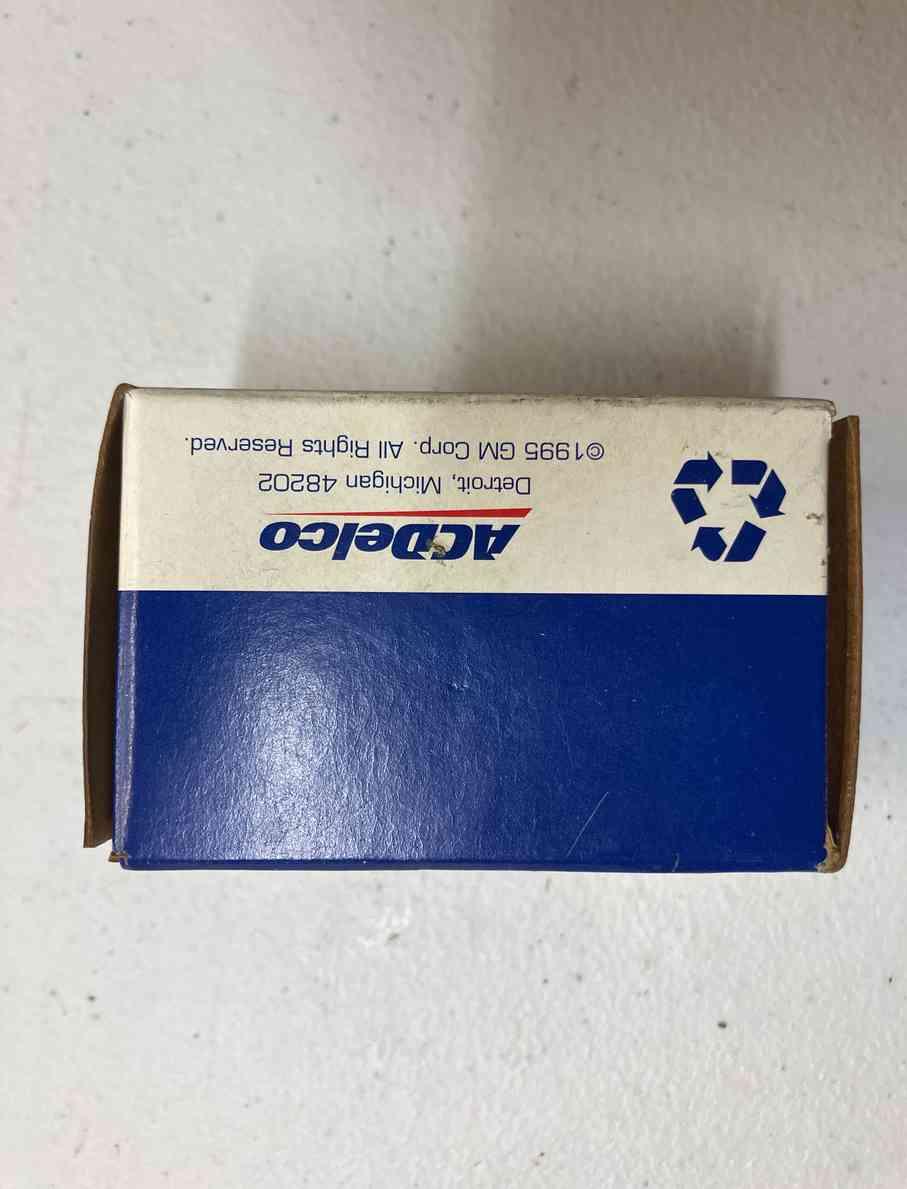 ACDelco
Detroit, Michigan 48202
©1995 GM Corp. All Rights Reserved.